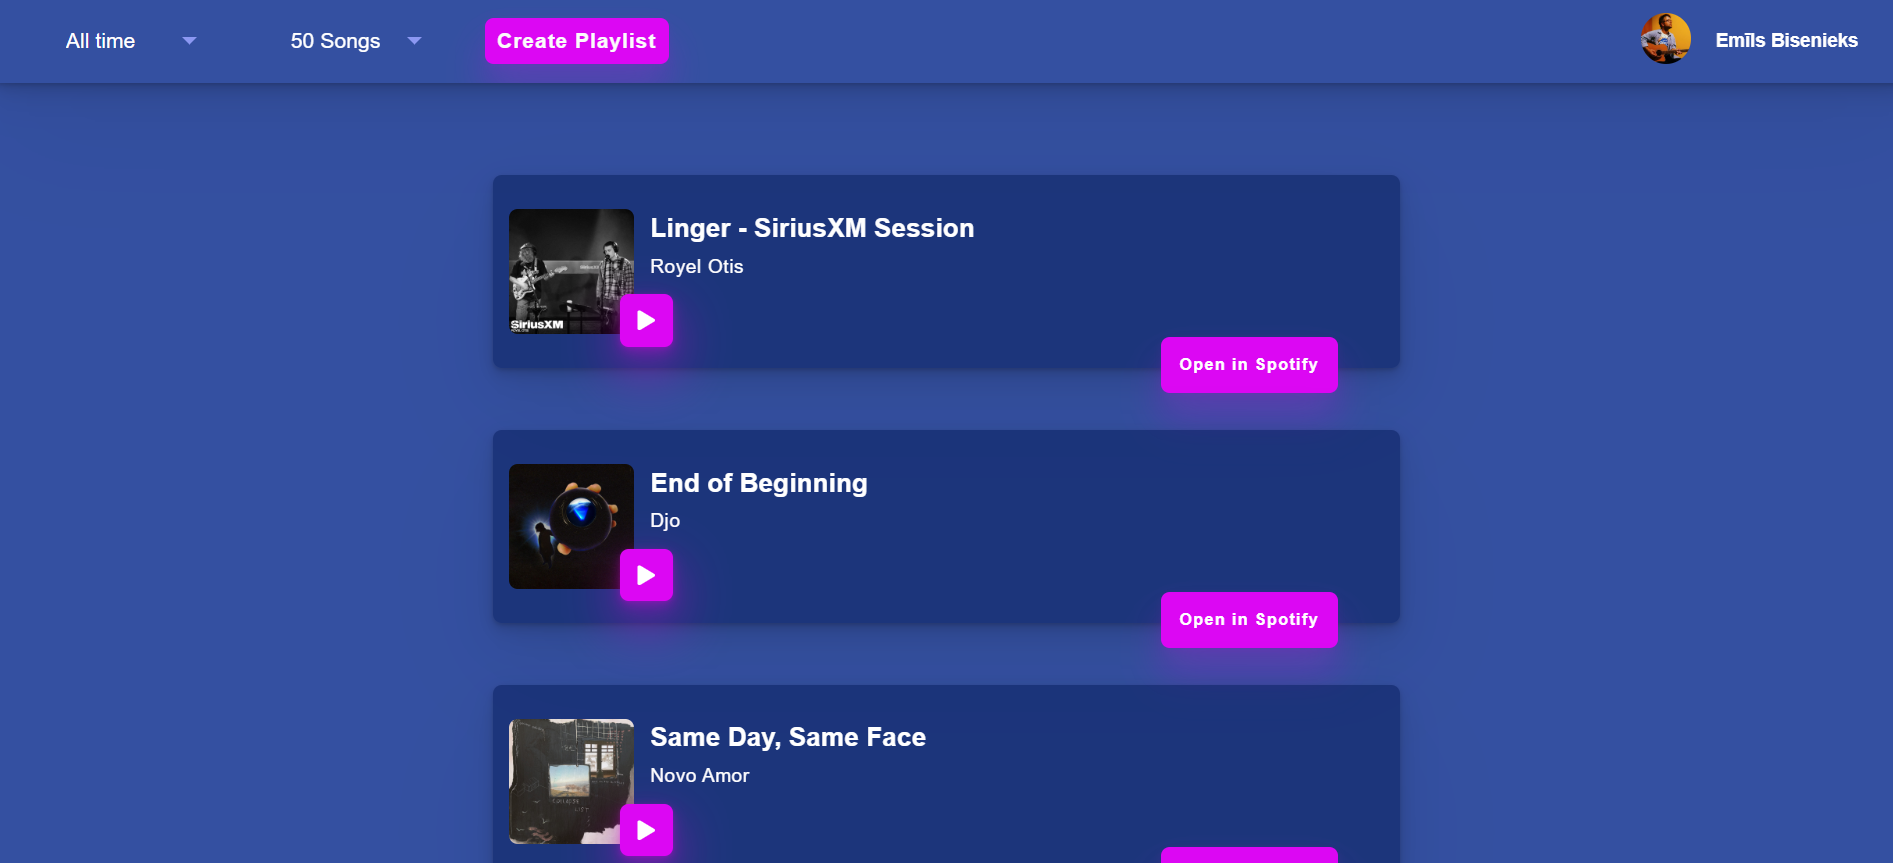 All time
50 Songs
Create Playlist
Emīls Bisenieks
Linger - SiriusXM Session
Royel Otis
SiriusXM
Open in Spotify
End of Beginning
Djo
Open in Spotify
Same Day, Same Face
Novo Amor